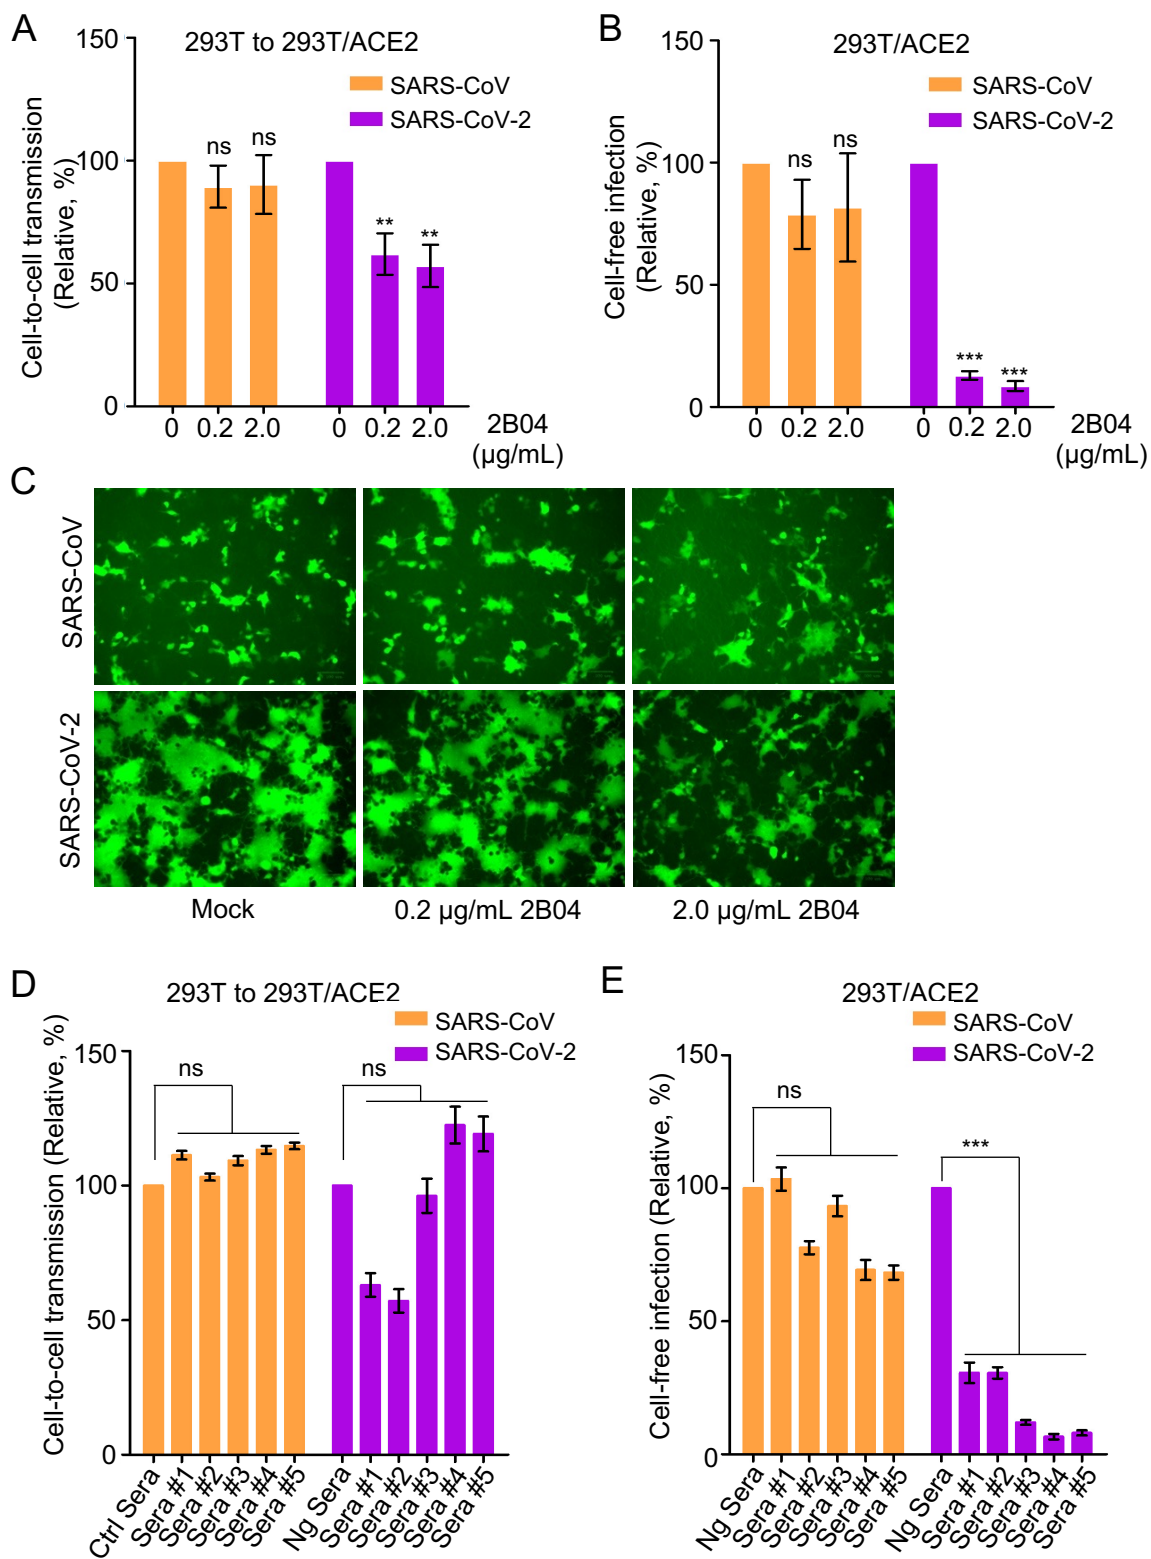 A
293T to 293T/ACE2
SARS-CoV
SARS-CoV-2
Cell-to-cell transmission
(Relative, %)
150
100
50
0
ns
ns
**
**
0 0.2 2.0 0 0.2 2.0
2B04
(µg/mL)
B
293T/ACE2
SARS-CoV
SARS-CoV-2
Cell-free infection
(Relative, %)
150
100
50
0
ns
ns
***
***
0 0.2 2.0 0 0.2 2.0
2B04
(µg/mL)
C
SARS-CoV
SARS-CoV-2
Mock
0.2 µg/mL 2B04
2.0 µg/mL 2B04
D
293T to 293T/ACE2
SARS-CoV
SARS-CoV-2
Cell-to-cell transmission (Relative, %)
150
100
50
0
ns
ns
Ctrl Sera
Sera #1
Sera #2
Sera #3
Sera #4
Sera #5
Ng Sera
Sera #1
Sera #2
Sera #3
Sera #4
Sera #5
E
293T/ACE2
SARS-CoV
SARS-CoV-2
Cell-free infection (Relative, %)
150
100
50
0
ns
***
Ng Sera
Sera #1
Sera #2
Sera #3
Sera #4
Sera #5
Ng Sera
Sera #1
Sera #2
Sera #3
Sera #4
Sera #5